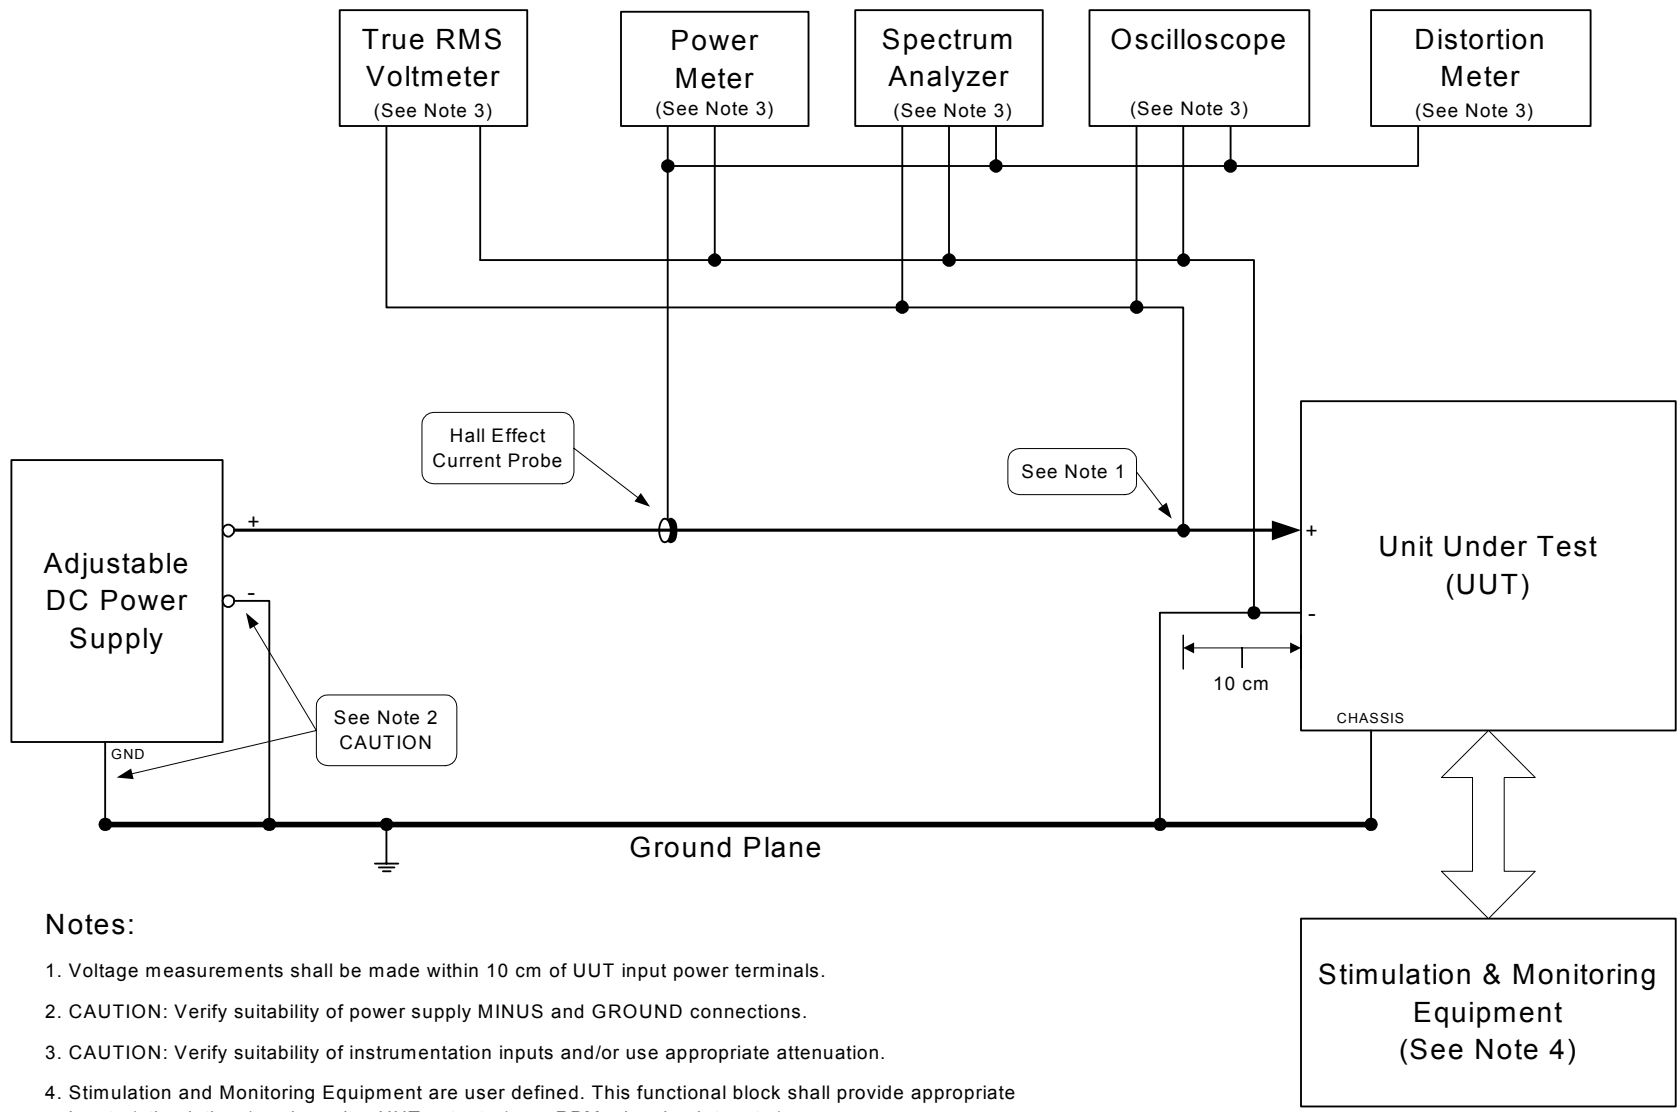 True RMS
Voltmeter
(See Note 3)
Power
Meter
(See Note 3)
Spectrum
Analyzer
(See Note 3)
Oscilloscope
(See Note 3)
Distortion
Meter
(See Note 3)
Hall Effect
Current Probe
See Note 1
Adjustable
DC Power
Supply
+
-
GND
See Note 2
CAUTION
+
-
Unit Under Test
(UUT)
10 cm
CHASSIS
Ground Plane
Stimulation & Monitoring
Equipment
(See Note 4)
Notes:
1. Voltage measurements shall be made within 10 cm of UUT input power terminals.
2. CAUTION: Verify suitability of power supply MINUS and GROUND connections.
3. CAUTION: Verify suitability of instrumentation inputs and/or use appropriate attenuation.
4. Stimulation and Monitoring Equipment are user defined. This functional block shall provide appropriate